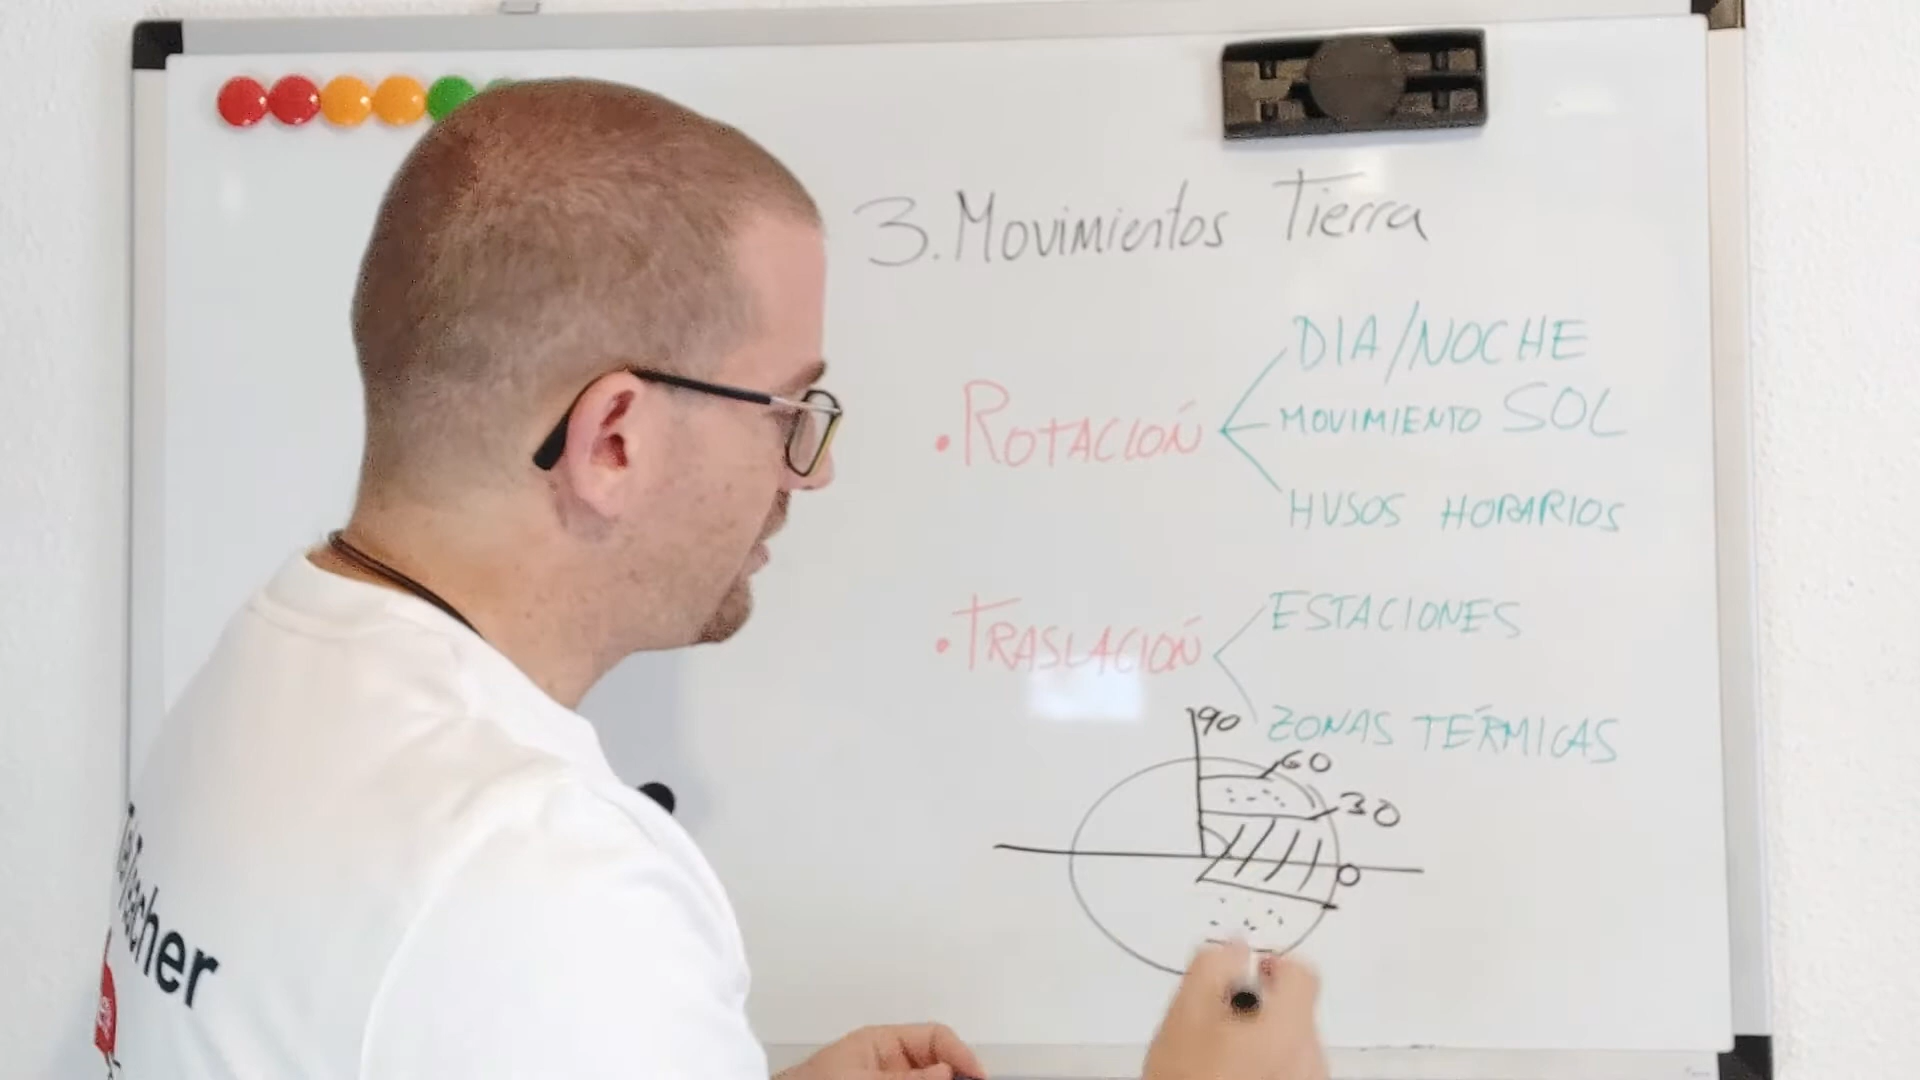 3. Movimientos Tierra
DIA/NOCHE
• ROTACIÓN
MOVIMIENTO SOL
HUSOS HORARIOS
ESTACIONES
• TRASLACIÓN
90
ZONAS TÉRMICAS
60
30
0